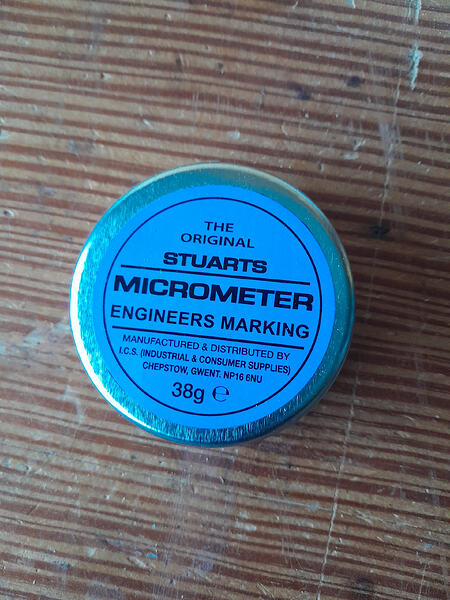 THE
ORIGINAL
STUARTS
MICROMETER
ENGINEERS MARKING
MANUFACTURED & DISTRIBUTED BY
I.C.S. (INDUSTRIAL & CONSUMER SUPPLIES)
CHEPSTOW, GWENT. NP16 6NU
38g ℮